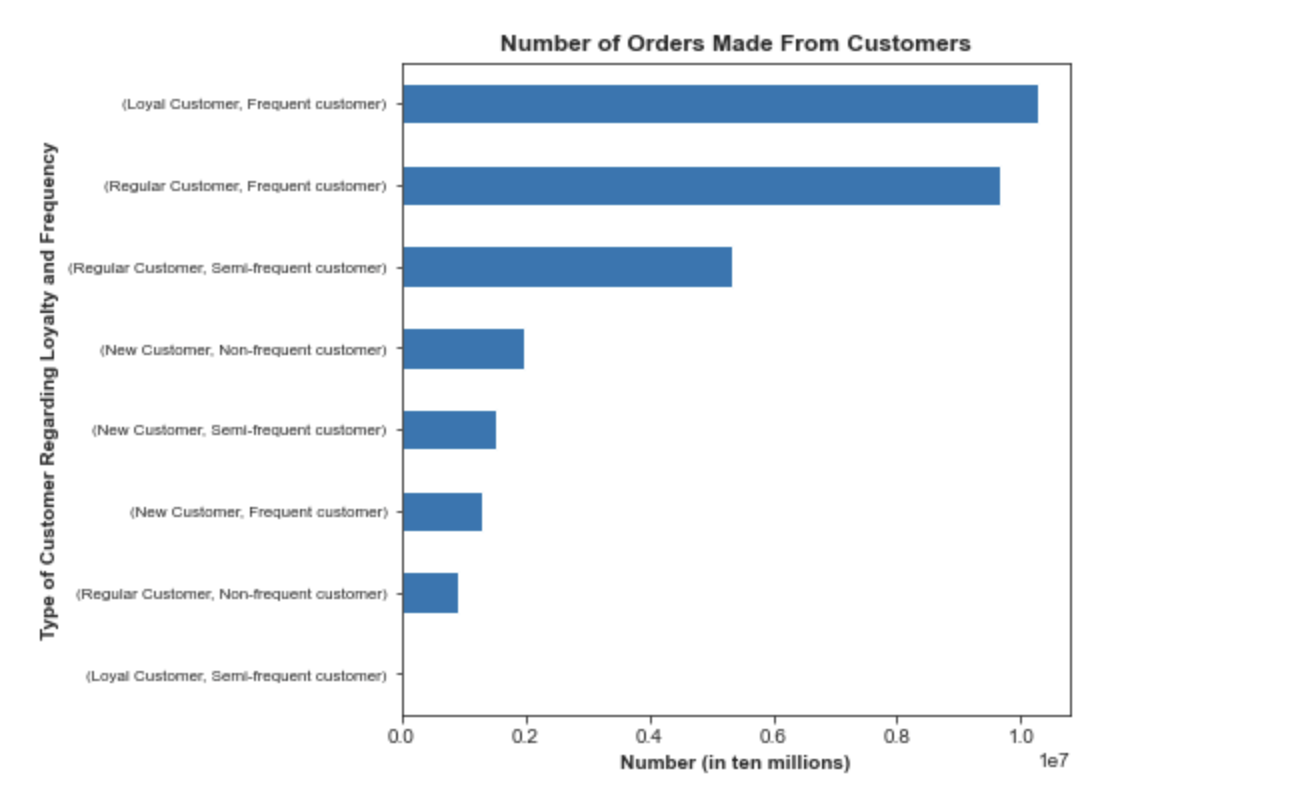 Number of Orders Made From Customers
Type of Customer Regarding Loyalty and Frequency
(Loyal Customer, Frequent customer)
(Regular Customer, Frequent customer)
(Regular Customer, Semi-frequent customer)
(New Customer, Non-frequent customer)
(New Customer, Semi-frequent customer)
(New Customer, Frequent customer)
(Regular Customer, Non-frequent customer)
(Loyal Customer, Semi-frequent customer)
0.0 0.2 0.4 0.6 0.8 1.0
1e7
Number (in ten millions)